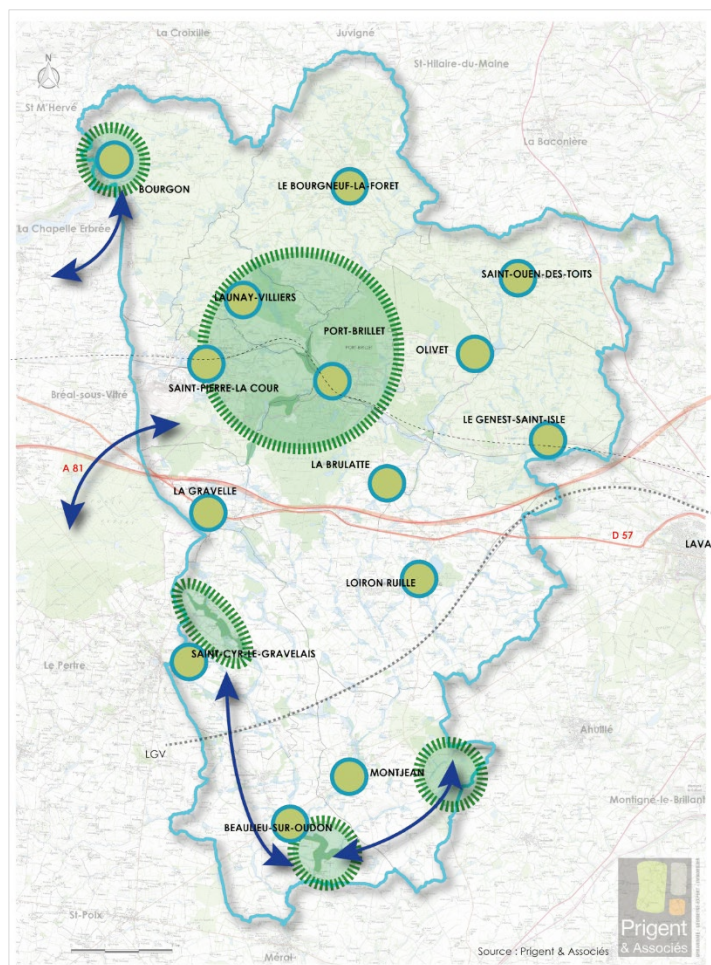 La Croixille
Juvigné
N
St-Hilaire-du-Maine
St M'Hervé
La Baconière
BOURGON
LE BOURGNEUF-LA-FORET
La Chapelle Erbrée
SAINT-OUEN-DES-TOITS
LAUNAY-VILLIERS
PORT-BRILLET
PORT BRILLET
OLIVET
SAINT-PIERRE-LA COUR
Bréal-sous-Vitré
LE GENEST-SAINT-ISLE
A 81
LA BRULATTE
LA GRAVELLE
D 57
LAVA
LOIRON RUILLE
SAINT-CYR-LE-GRAVELAIS
Le Pertre
Ahuillé
LGV
MONTJEAN
Montigné-le-Brillant
BEAULIEU-SUR-OUDON
St-Poix
Méral
Prigent
& Associés
Source : Prigent & Associés